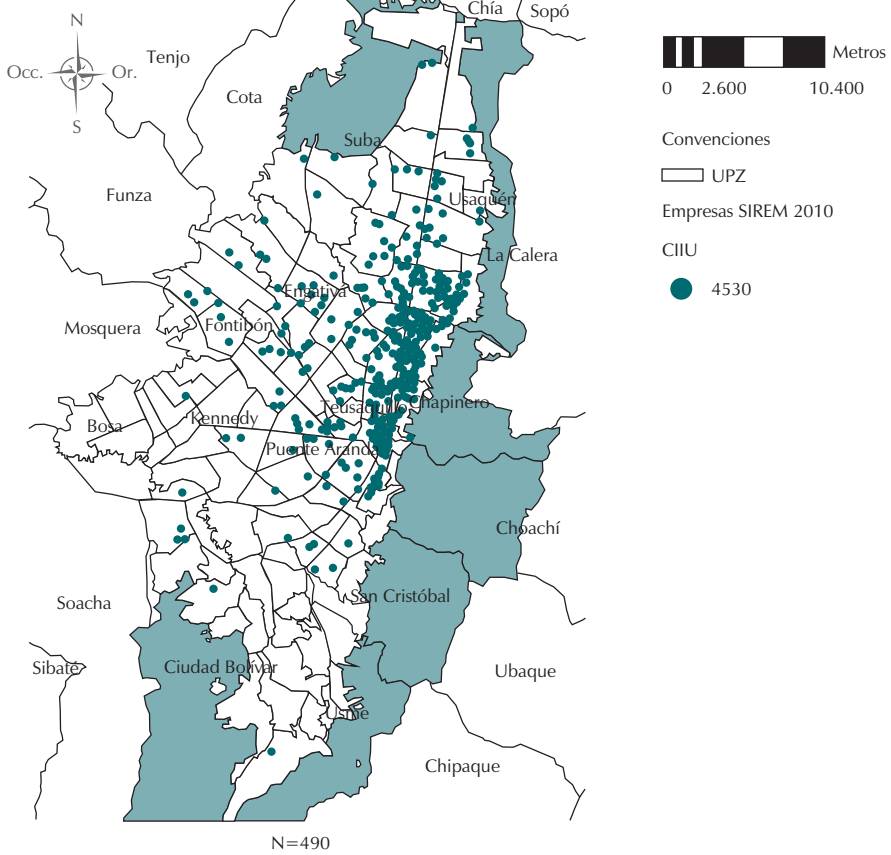 Chía
Sopó
N
Tenjo
Occ.
Or.
Cota
S
Suba
Funza
Usaquén
La Calera
Engativa
Mosquera
Fontibón
Teusaquillo
Chapinero
Kennedy
Bosa
Puente Aranda
Choachí
San Cristóbal
Soacha
Sibaté
Ciudad Bolívar
Ubaque
Usme
Chipaque
N=490
Metros
0 2.600 10.400
Convenciones
UPZ
Empresas SIREM 2010
CIIU
4530